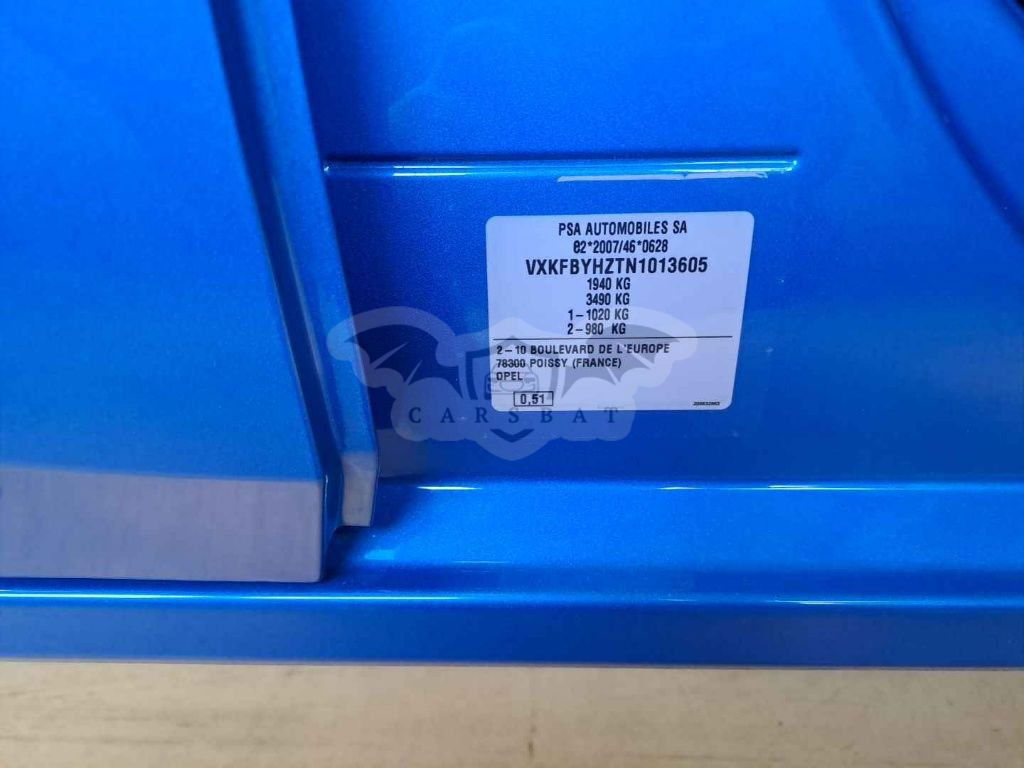 PSA AUTOMOBILES SA
e2*2007/46*0628
VXKFBYHZTN1013605
1940 KG
3490 KG
1-1020 KG
2-980 KG
2-10 BOULEVARD DE L'EUROPE
78300 POISSY (FRANCE)
OPEL
0,51
CARSBAT